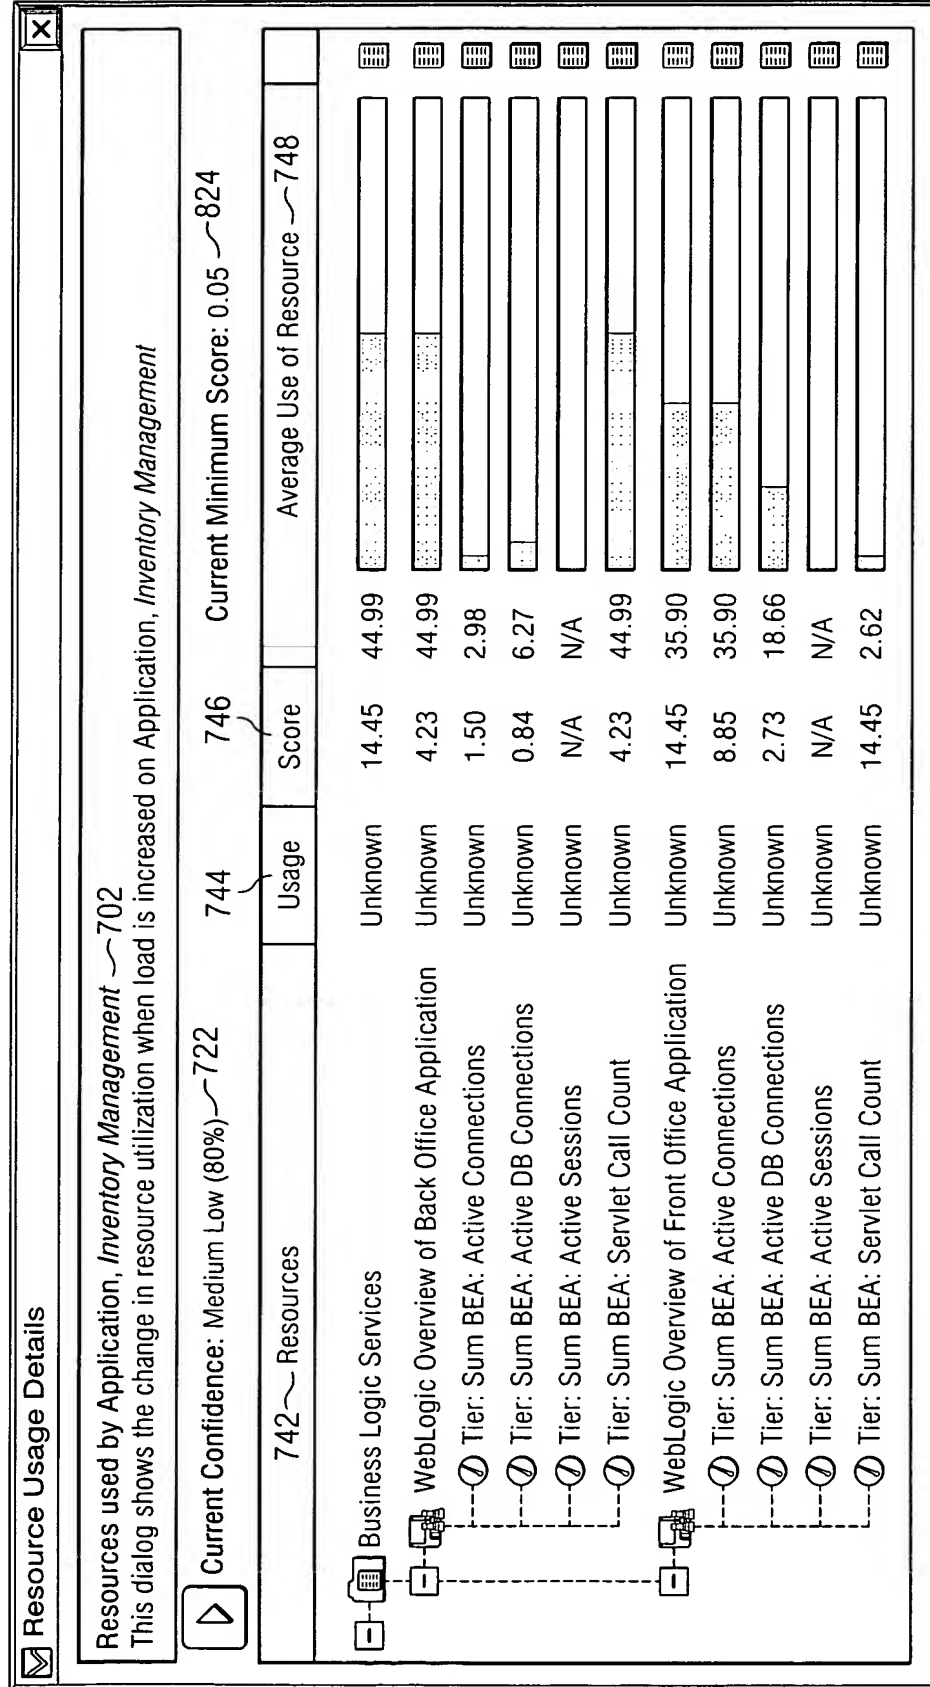 Resource Usage Details
Resources used by Application, Inventory Management 702
This dialog shows the change in resource utilization when load is increased on Application, Inventory Management
Current Confidence: Medium Low (80%) 722 744 746 Current Minimum Score: 0.05 824
742 Resources Usage Score Average Use of Resource 748
Business Logic Services Unknown 14.45 44.99
WebLogic Overview of Back Office Application Unknown 4.23 44.99
Tier: Sum BEA: Active Connections Unknown 1.50 2.98
Tier: Sum BEA: Active DB Connections Unknown 0.84 6.27
Tier: Sum BEA: Active Sessions Unknown N/A N/A
Tier: Sum BEA: Servlet Call Count Unknown 4.23 44.99
WebLogic Overview of Front Office Application Unknown 14.45 35.90
Tier: Sum BEA: Active Connections Unknown 8.85 35.90
Tier: Sum BEA: Active DB Connections Unknown 2.73 18.66
Tier: Sum BEA: Active Sessions Unknown N/A N/A
Tier: Sum BEA: Servlet Call Count Unknown 14.45 2.62